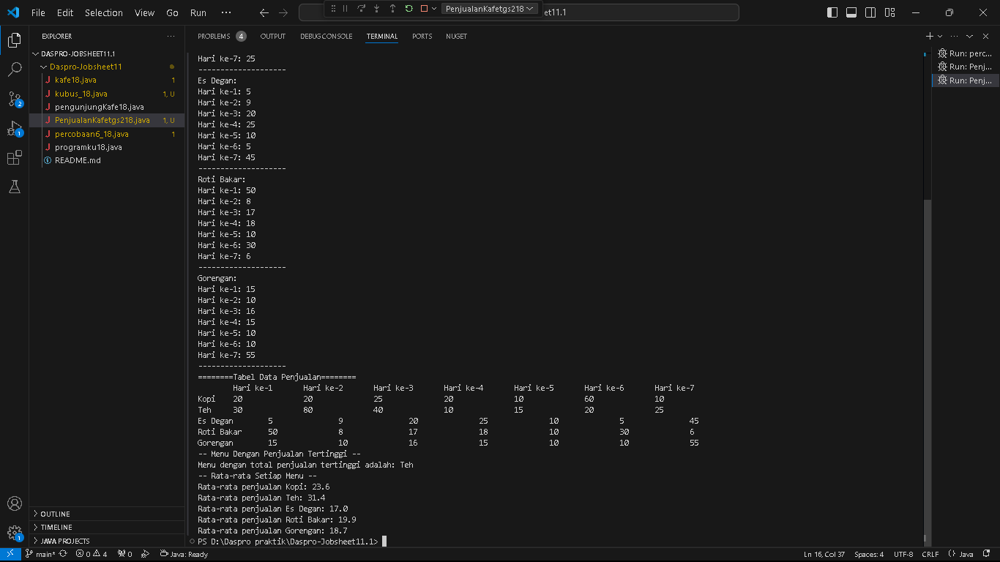 File Edit Selection View Go Run ··· PenjualanKafetgs218 et11.1
EXPLORER ···
DASPRO-JOBSHEET11.1
Daspro-Jobsheet11
kafe18.java 1
kubus_18.java 1, U
pengunjungKafe18.java
PenjualanKafetgs218.java 1, U
percobaan6_18.java 1
programku18.java
README.md
2
1
1
OUTLINE
TIMELINE
JAVA PROJECTS
PROBLEMS 4 OUTPUT DEBUG CONSOLE TERMINAL PORTS NUGET
Run: perc...
Run: Penj...
Run: Penj...
Hari ke-7: 25
--------------------
Es Degan:
Hari ke-1: 5
Hari ke-2: 9
Hari ke-3: 20
Hari ke-4: 25
Hari ke-5: 10
Hari ke-6: 5
Hari ke-7: 45
--------------------
Roti Bakar:
Hari ke-1: 50
Hari ke-2: 8
Hari ke-3: 17
Hari ke-4: 18
Hari ke-5: 10
Hari ke-6: 30
Hari ke-7: 6
--------------------
Gorengan:
Hari ke-1: 15
Hari ke-2: 10
Hari ke-3: 16
Hari ke-4: 15
Hari ke-5: 10
Hari ke-6: 10
Hari ke-7: 55
--------------------
========Tabel Data Penjualan========
Hari ke-1 Hari ke-2 Hari ke-3 Hari ke-4 Hari ke-5 Hari ke-6 Hari ke-7
Kopi 20 20 25 20 10 60 10
Teh 30 80 40 10 15 20 25
Es Degan 5 9 20 25 10 5 45
Roti Bakar 50 8 17 18 10 30 6
Gorengan 15 10 16 15 10 10 55
-- Menu Dengan Penjualan Tertinggi --
Menu dengan total penjualan tertinggi adalah: Teh
-- Rata-rata Setiap Menu --
Rata-rata penjualan Kopi: 23.6
Rata-rata penjualan Teh: 31.4
Rata-rata penjualan Es Degan: 17.0
Rata-rata penjualan Roti Bakar: 19.9
Rata-rata penjualan Gorengan: 18.7
PS D:\Daspro praktik\Daspro-Jobsheet11.1>
main* 0 4 0 Java: Ready Ln 16, Col 37 Spaces: 4 UTF-8 CRLF Java